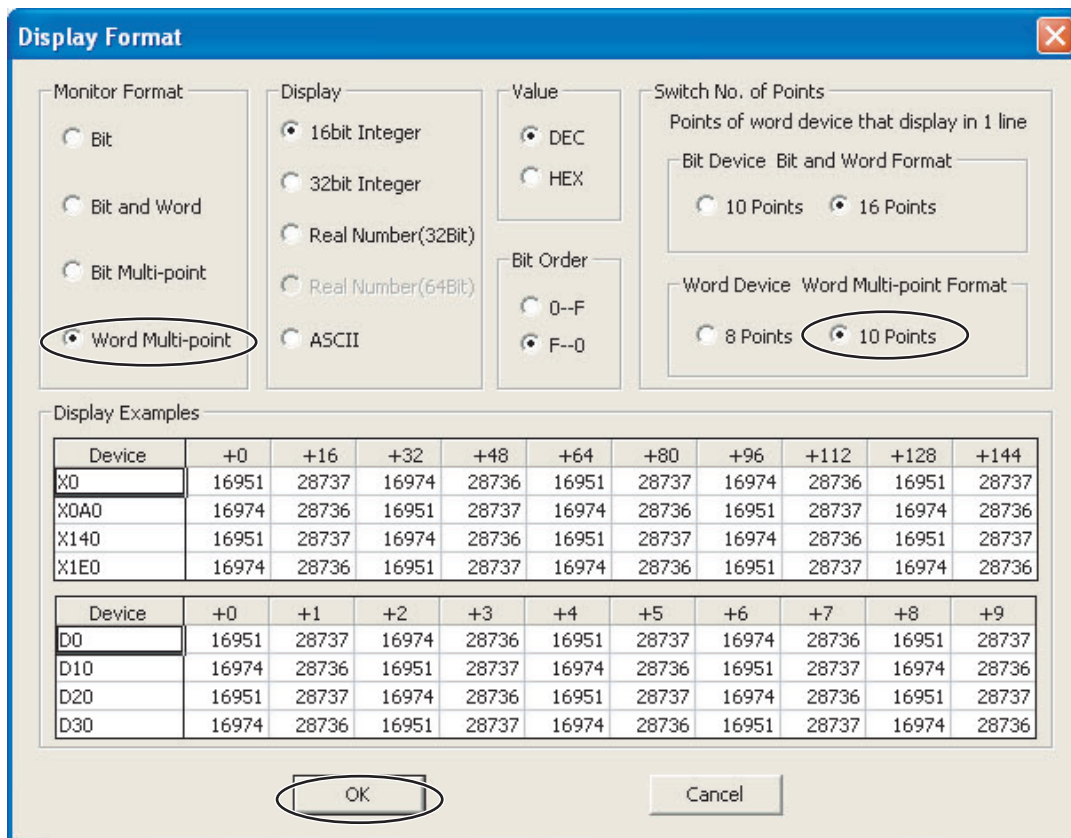 Display Format
Monitor Format
Bit
Bit and Word
Bit Multi-point
Word Multi-point
Display
16bit Integer
32bit Integer
Real Number(32Bit)
Real Number(64Bit)
ASCII
Value
DEC
HEX
Bit Order
0--F
F--0
Switch No. of Points
Points of word device that display in 1 line
Bit Device Bit and Word Format
10 Points 16 Points
Word Device Word Multi-point Format
8 Points 10 Points
Display Examples
Device +0 +16 +32 +48 +64 +80 +96 +112 +128 +144
X0 16951 28737 16974 28736 16951 28737 16974 28736 16951 28737
X0A0 16974 28736 16951 28737 16974 28736 16951 28737 16974 28736
X140 16951 28737 16974 28736 16951 28737 16974 28736 16951 28737
X1E0 16974 28736 16951 28737 16974 28736 16951 28737 16974 28736
Device +0 +1 +2 +3 +4 +5 +6 +7 +8 +9
D0 16951 28737 16974 28736 16951 28737 16974 28736 16951 28737
D10 16974 28736 16951 28737 16974 28736 16951 28737 16974 28736
D20 16951 28737 16974 28736 16951 28737 16974 28736 16951 28737
D30 16974 28736 16951 28737 16974 28736 16951 28737 16974 28736
OK Cancel